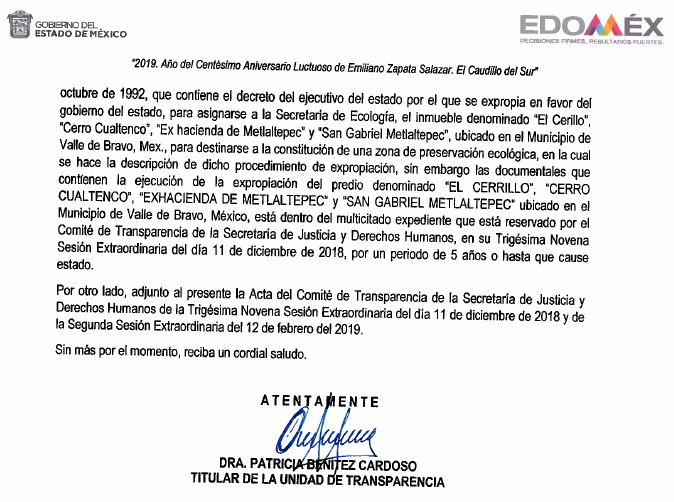 GOBIERNO DEL
ESTADO DE MÉXICO
EDOMÉX
DECISIONES FIRMES, RESULTADOS FUERTES.
"2019. Año del Centésimo Aniversario Luctuoso de Emiliano Zapata Salazar. El Caudillo del Sur"
octubre de 1992, que contiene el decreto del ejecutivo del estado por el que se expropia en favor del
gobierno del estado, para asignarse a la Secretaría de Ecología, el inmueble denominado "El Cerillo",
"Cerro Cualtenco", "Ex hacienda de Metlaltepec" y "San Gabriel Metlaltepec", ubicado en el Municipio de
Valle de Bravo, Mex., para destinarse a la constitución de una zona de preservación ecológica, en la cual
se hace la descripción de dicho procedimiento de expropiación, sin embargo las documentales que
contienen la ejecución de la expropiación del predio denominado "EL CERRILLO", "CERRO
CUALTENCO", "EXHACIENDA DE METLALTEPEC" y "SAN GABRIEL METLALTEPEC" ubicado en el
Municipio de Valle de Bravo, México, está dentro del multicitado expediente que está reservado por el
Comité de Transparencia de la Secretaría de Justicia y Derechos Humanos, en su Trigésima Novena
Sesión Extraordinaria del día 11 de diciembre de 2018, por un periodo de 5 años o hasta que cause
estado.
Por otro lado, adjunto al presente la Acta del Comité de Transparencia de la Secretaría de Justicia y
Derechos Humanos de la Trigésima Novena Sesión Extraordinaria del día 11 de diciembre de 2018 y de
la Segunda Sesión Extraordinaria del 12 de febrero del 2019.
Sin más por el momento, reciba un cordial saludo.
ATENTAMENTE
DRA. PATRICIA BENÍTEZ CARDOSO
TITULAR DE LA UNIDAD DE TRANSPARENCIA